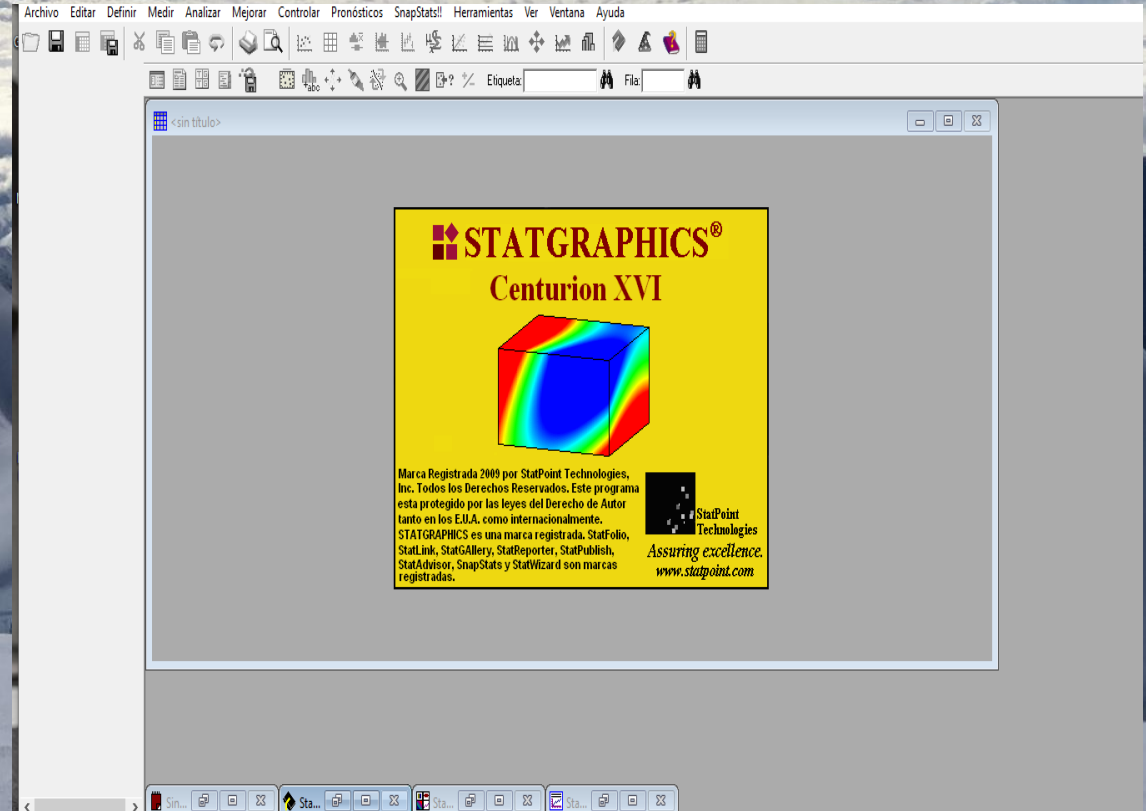 Archivo Editar Definir Medir Analizar Mejorar Controlar Pronósticos SnapStats!! Herramientas Ver Ventana Ayuda
Etiqueta: Fila:
<sin título>
STATGRAPHICS®
Centurion XVI
Marca Registrada 2009 por StatPoint Technologies,
Inc. Todos los Derechos Reservados. Este programa
esta protegido por las leyes del Derecho de Autor
tanto en los E.U.A. como internacionalmente.
STATGRAPHICS es una marca registrada. StatFolio,
StatLink, StatGAllery, StatReporter, StatPublish,
StatAdvisor, SnapStats y StatWizard son marcas
registradas.
StatPoint
Technologies
Assuring excellence.
www.statpoint.com
Sin... Sta... Sta... Sta...